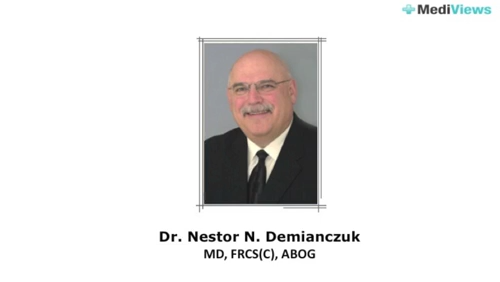 MediViews
Dr. Nestor N. Demianczuk
MD, FRCS(C), ABOG